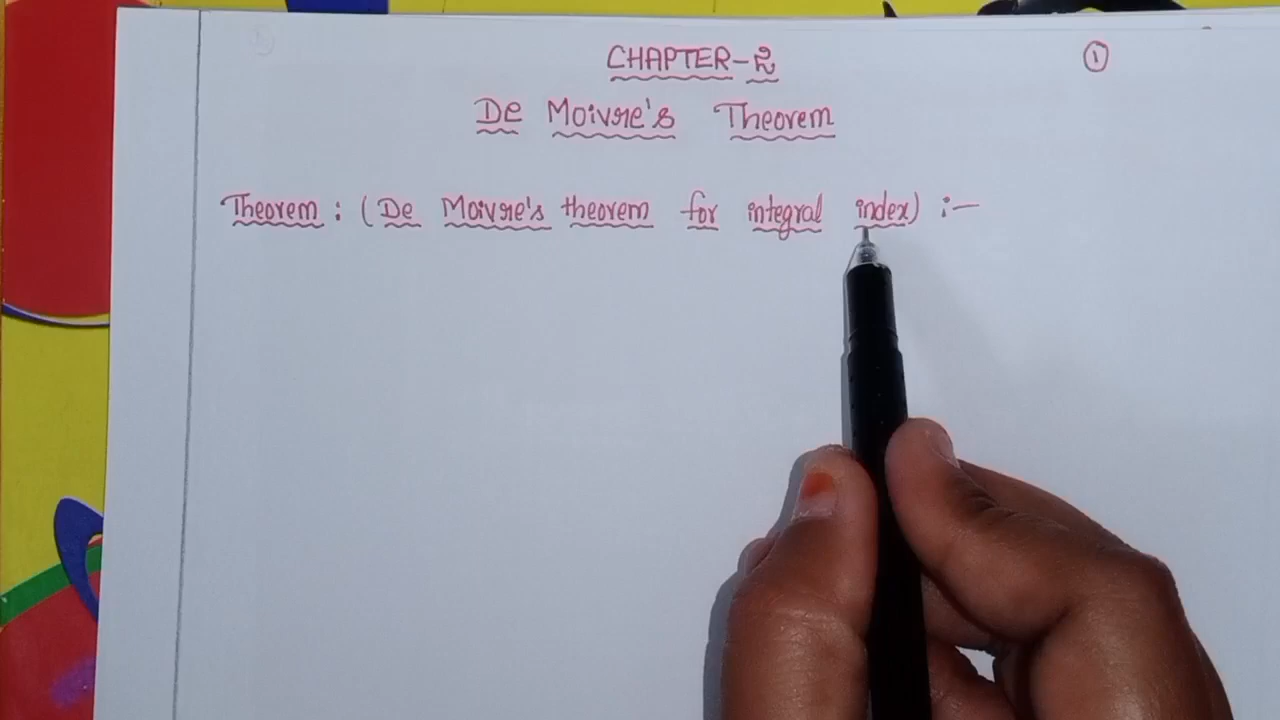 CHAPTER-2
①
De Moivre's Theorem
Theorem : (De Moivre's theorem for integral index) :-